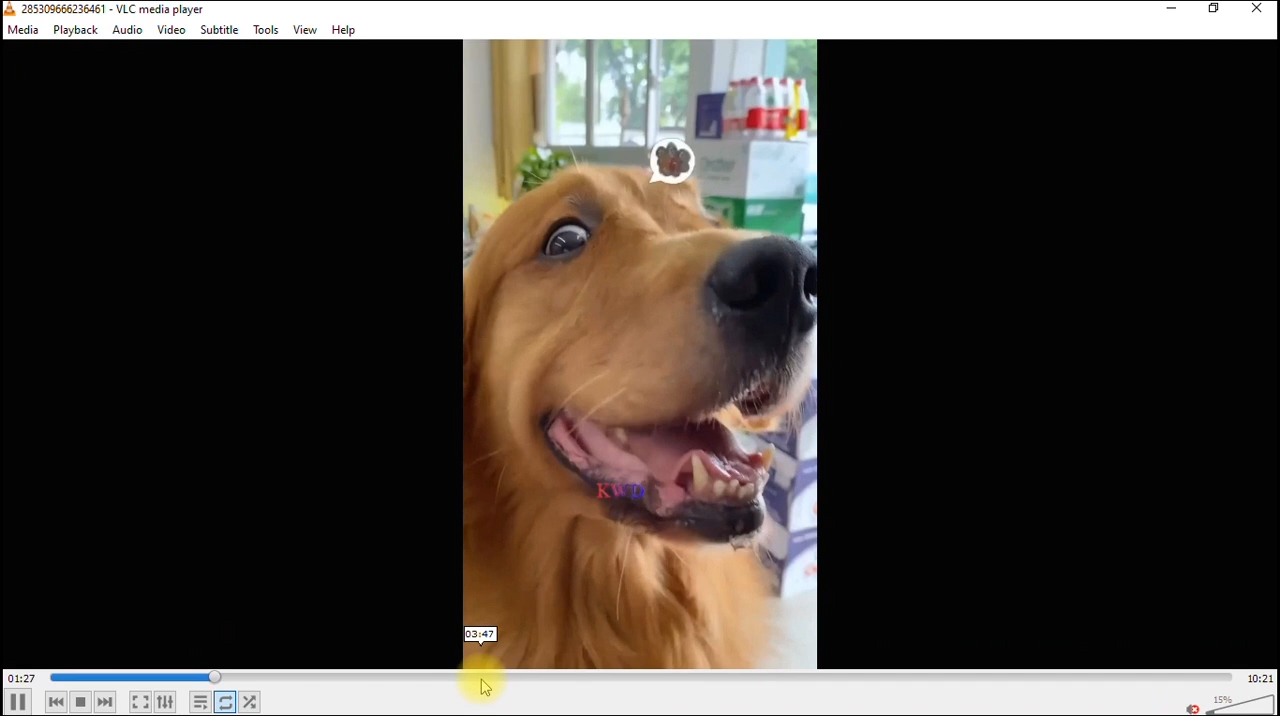 285309666236461 - VLC media player
Media Playback Audio Video Subtitle Tools View Help
KWD
03:47
01:27
10:21
15%